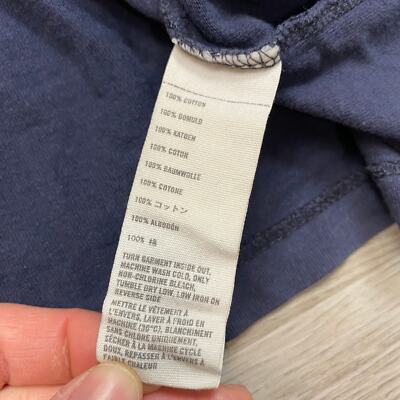 100% COTTON
100% BOMULD
100% KATOEN
100% COTON
100% BAUMWOLLE
100% COTONE
100% コットン
100% ALGODÓN
100% 棉
TURN GARMENT INSIDE OUT,
MACHINE WASH COLD, ONLY
NON-CHLORINE BLEACH,
TUMBLE DRY LOW, LOW IRON ON
REVERSE SIDE
METTRE LE VÊTEMENT À
L'ENVERS, LAVER À FROID EN
MACHINE (30°C), BLANCHIMENT
SANS CHLORE UNIQUEMENT,
SÉCHER À LA MACHINE CYCLE
DOUX, REPASSER À L'ENVERS À
FAIBLE CHALEUR